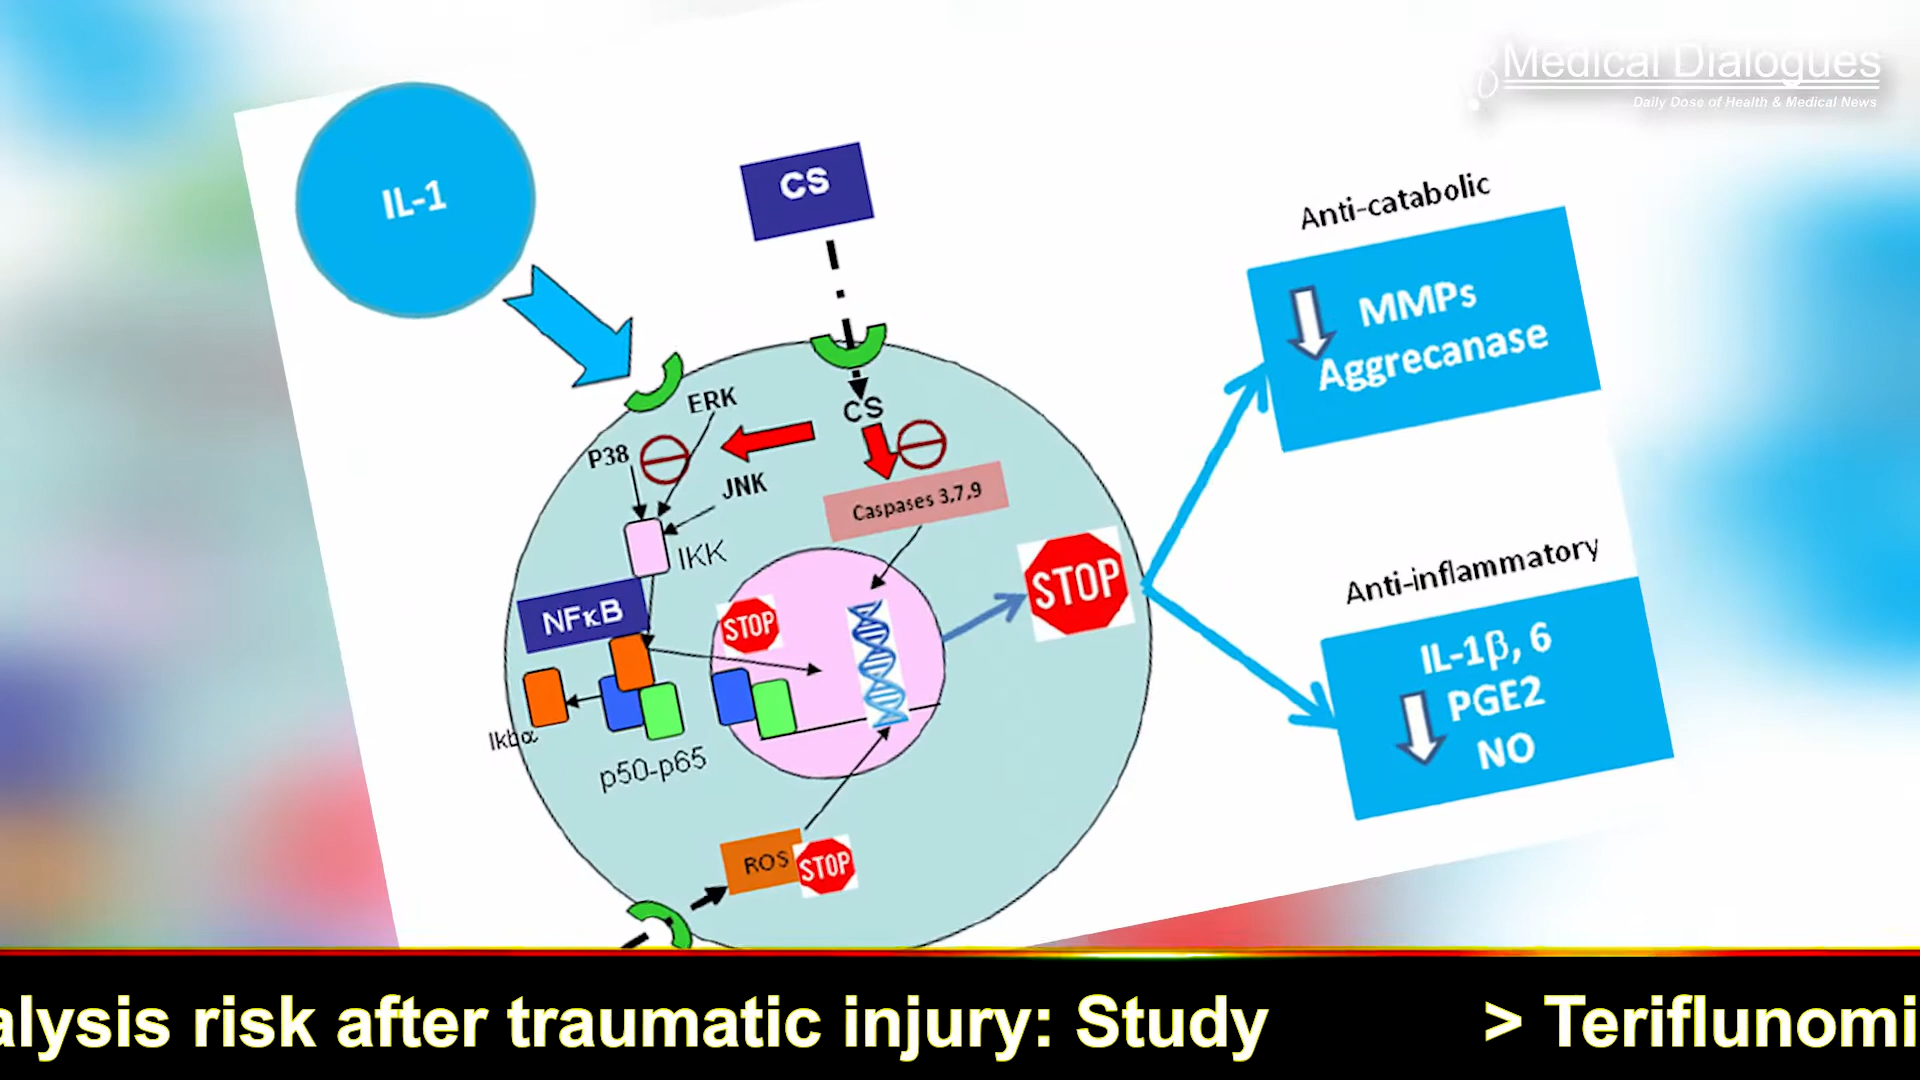 Medical Dialogues
Daily Dose of Health & Medical News
IL-1
CS
Anti-catabolic
MMPs
Aggrecanase
ERK
CS
P38
JNK
Caspases 3,7,9
IKK
STOP
Anti-inflammatory
NFκB
STOP
IL-1β, 6
PGE2
NO
Ikbα
p50-p65
ROS
STOP
alysis risk after traumatic injury: Study > Teriflunomi